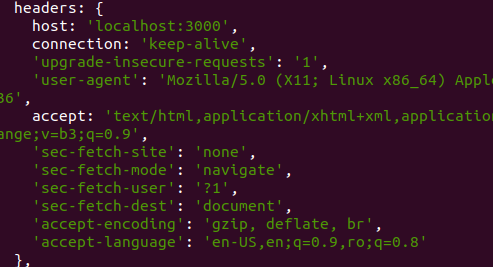 headers: {
host: 'localhost:3000',
connection: 'keep-alive',
'upgrade-insecure-requests': '1',
'user-agent': 'Mozilla/5.0 (X11; Linux x86_64) Apple
36',
accept: 'text/html,application/xhtml+xml,application
ange;v=b3;q=0.9',
'sec-fetch-site': 'none',
'sec-fetch-mode': 'navigate',
'sec-fetch-user': '?1',
'sec-fetch-dest': 'document',
'accept-encoding': 'gzip, deflate, br',
'accept-language': 'en-US,en;q=0.9,ro;q=0.8'
},